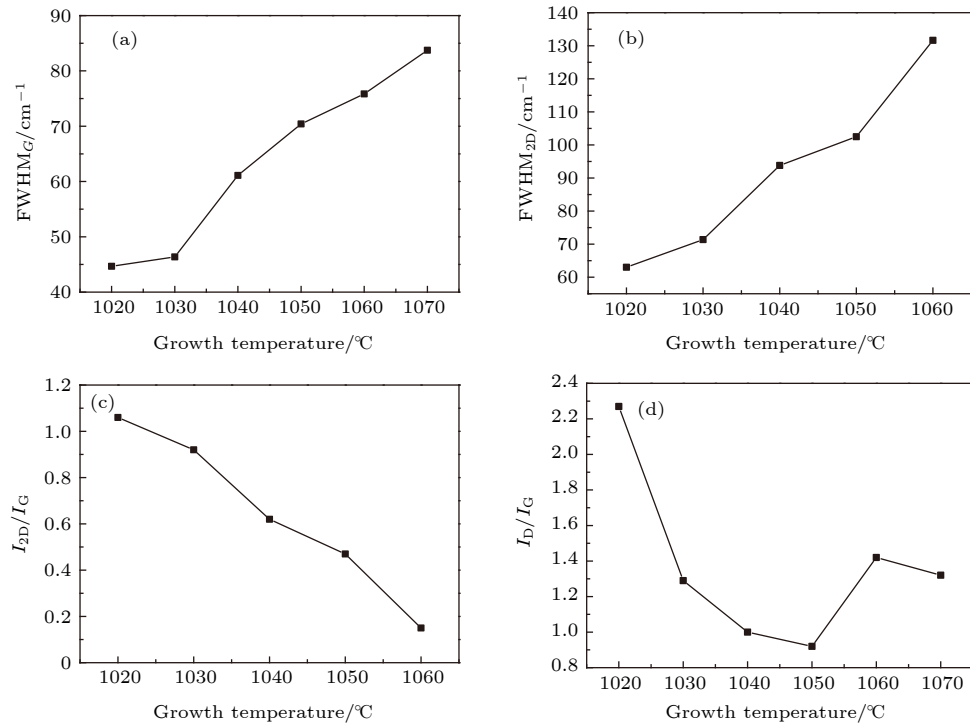 (a)
FWHM_G/cm⁻¹
90
80
70
60
50
40
1020 1030 1040 1050 1060 1070
Growth temperature/℃
(b)
FWHM_2D/cm⁻¹
140
130
120
110
100
90
80
70
60
1020 1030 1040 1050 1060
Growth temperature/℃
(c)
I_2D/I_G
1.2
1.0
0.8
0.6
0.4
0.2
0
1020 1030 1040 1050 1060
Growth temperature/℃
(d)
I_D/I_G
2.4
2.2
2.0
1.8
1.6
1.4
1.2
1.0
0.8
1020 1030 1040 1050 1060 1070
Growth temperature/℃